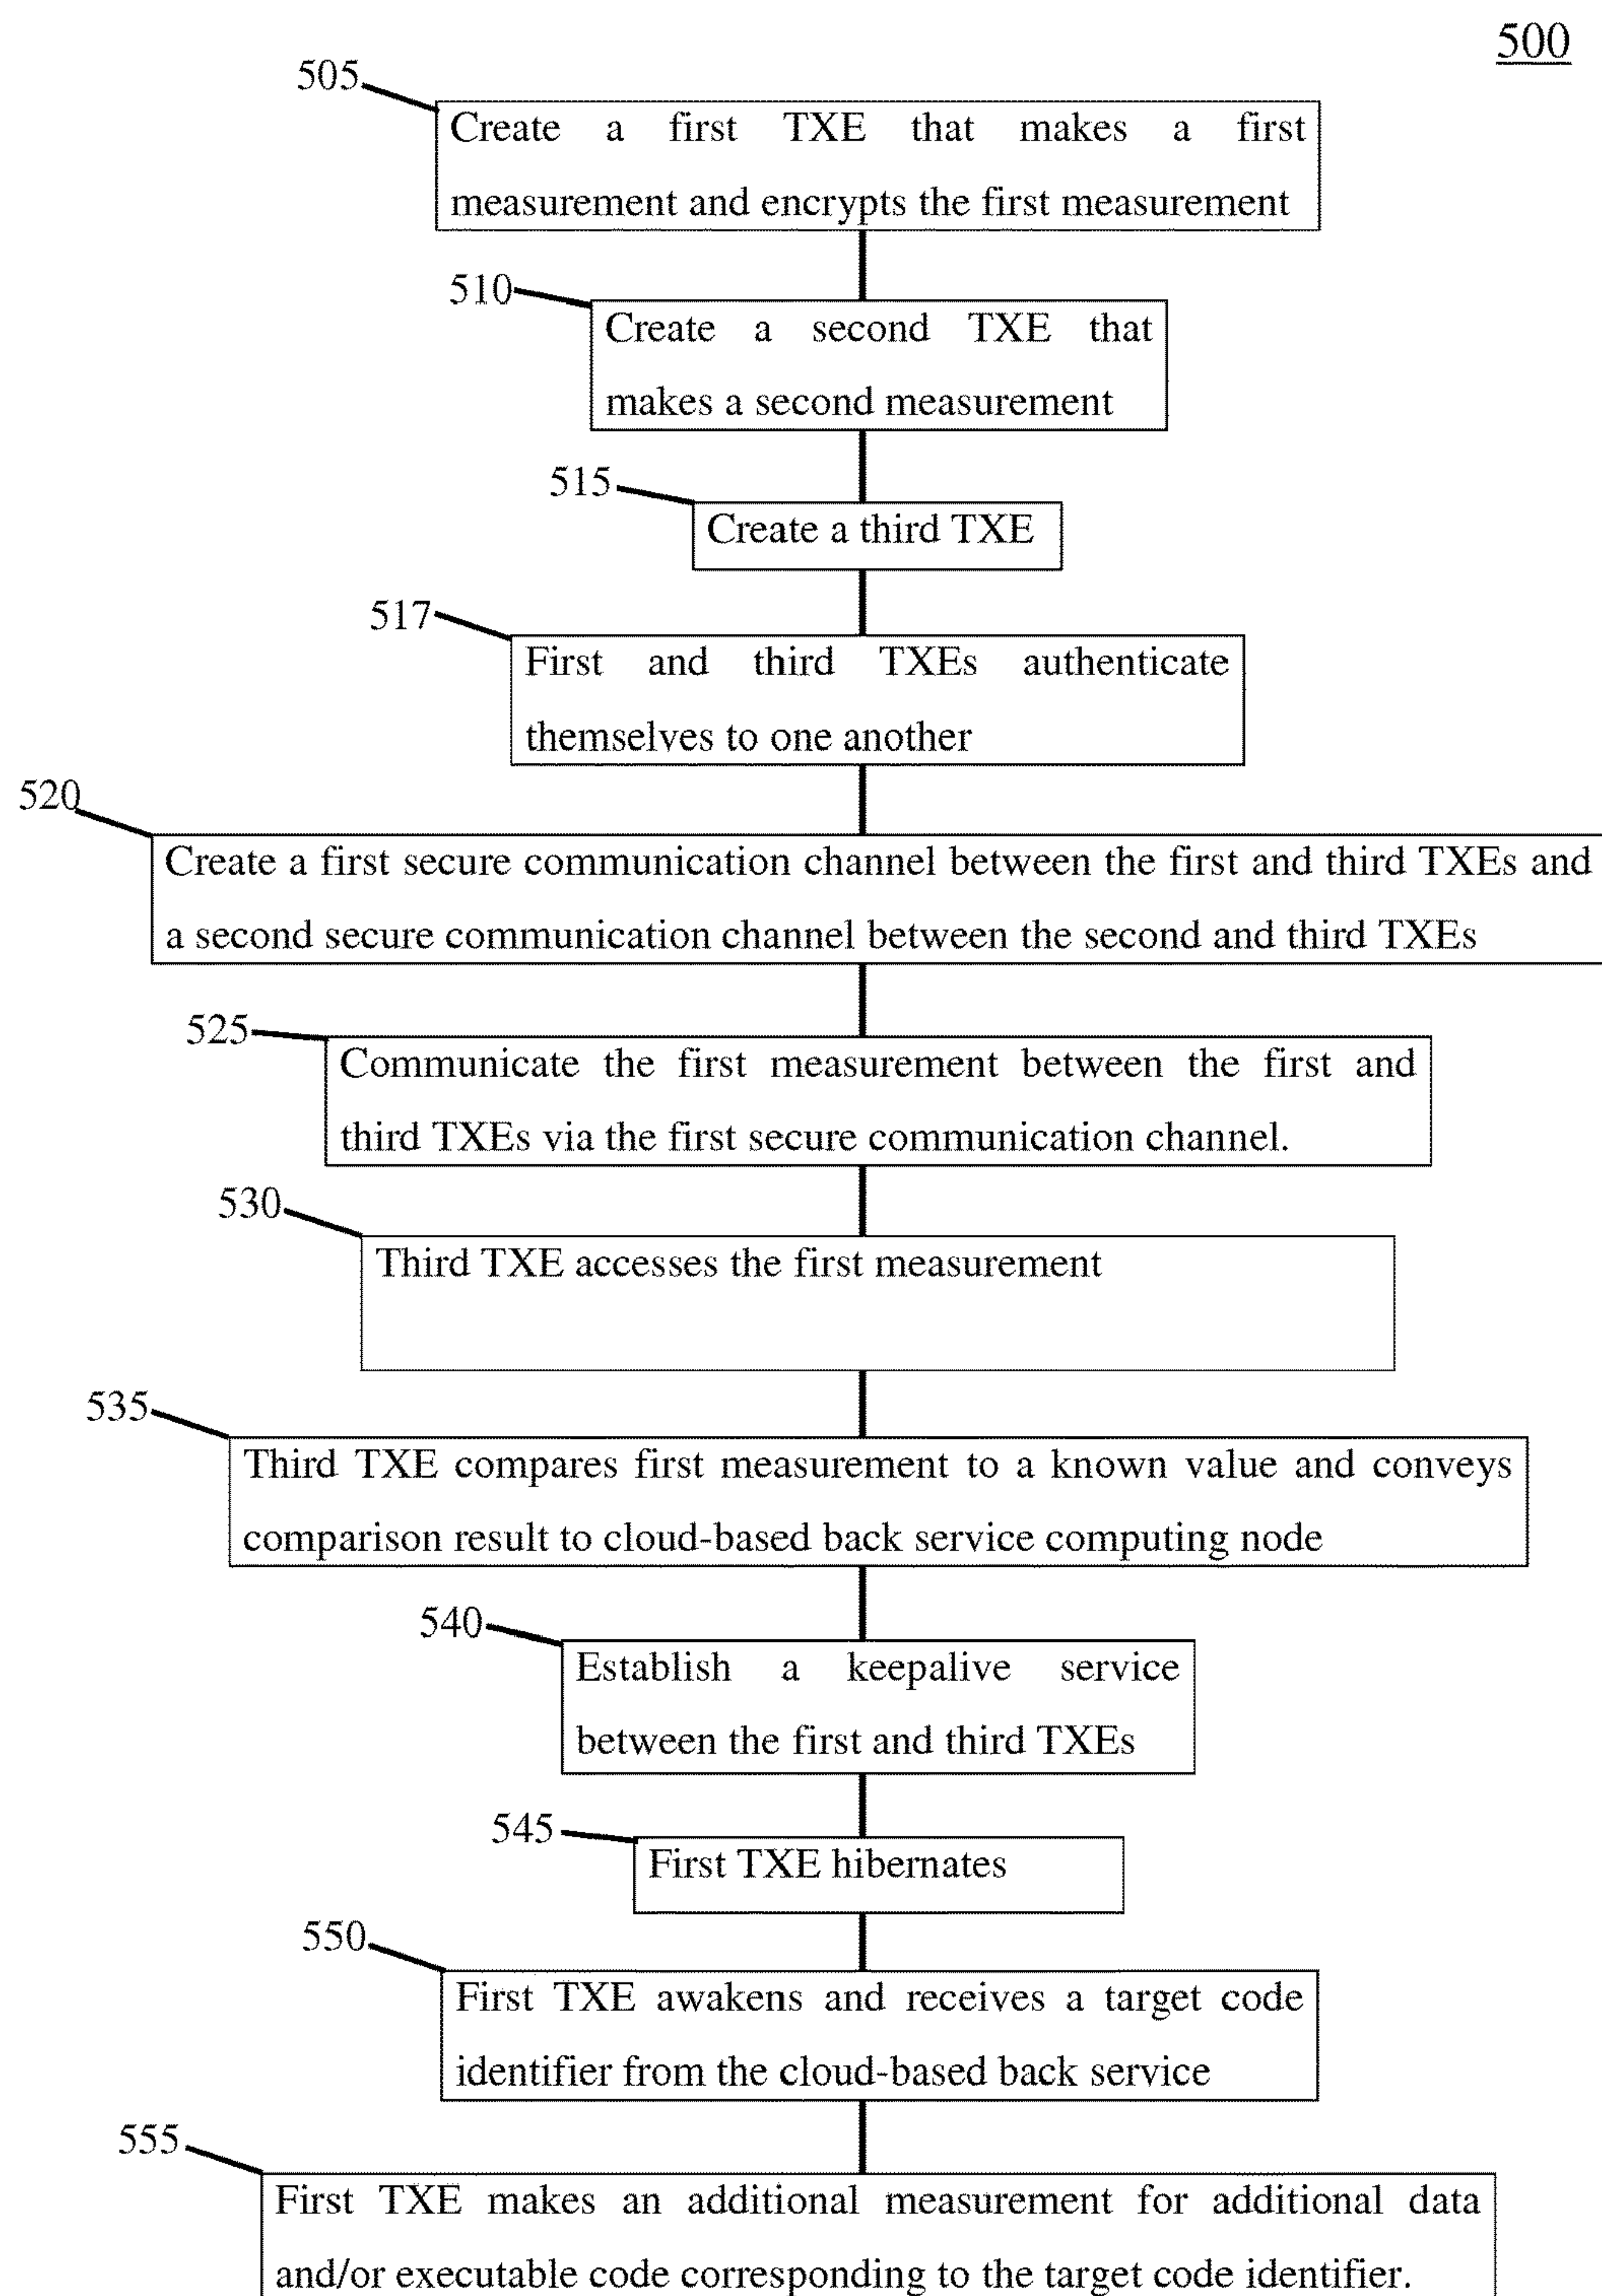 500
505
Create a first TXE that makes a first
measurement and encrypts the first measurement
510
Create a second TXE that
makes a second measurement
515
Create a third TXE
517
First and third TXEs authenticate
themselves to one another
520
Create a first secure communication channel between the first and third TXEs and
a second secure communication channel between the second and third TXEs
525
Communicate the first measurement between the first and
third TXEs via the first secure communication channel.
530
Third TXE accesses the first measurement
535
Third TXE compares first measurement to a known value and conveys
comparison result to cloud-based back service computing node
540
Establish a keepalive service
between the first and third TXEs
545
First TXE hibernates
550
First TXE awakens and receives a target code
identifier from the cloud-based back service
555
First TXE makes an additional measurement for additional data
and/or executable code corresponding to the target code identifier.